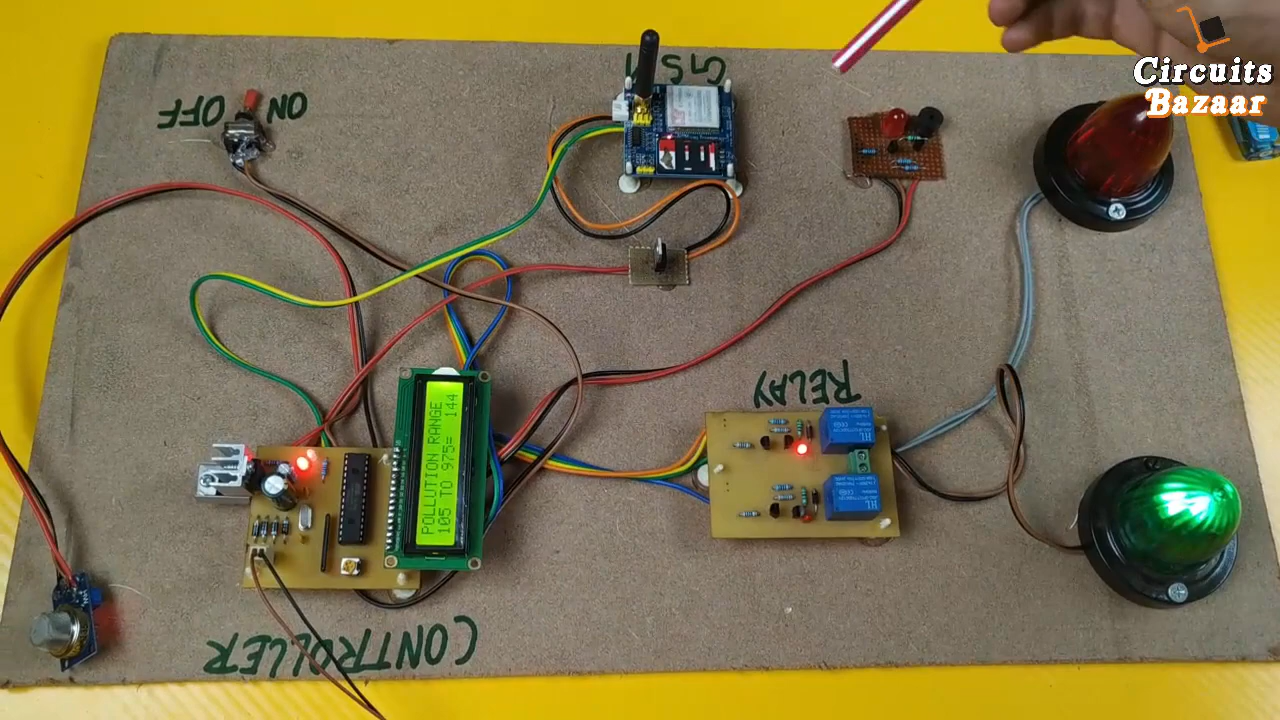 Circuits
Bazaar
ON OFF
GSM
RELAY
POLLUTION RANGE
105 TO 975= 144
CONTROLLER